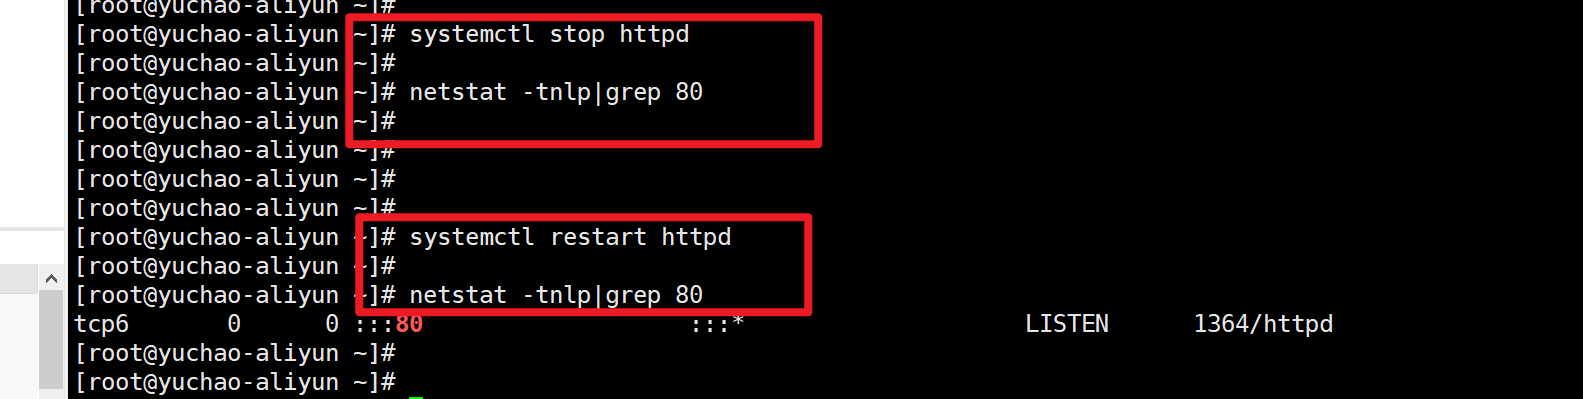 [root@yuchao-aliyun ~]#
[root@yuchao-aliyun ~]# systemctl stop httpd
[root@yuchao-aliyun ~]#
[root@yuchao-aliyun ~]# netstat -tnlp|grep 80
[root@yuchao-aliyun ~]#
[root@yuchao-aliyun ~]#
[root@yuchao-aliyun ~]#
[root@yuchao-aliyun ~]#
[root@yuchao-aliyun ~]# systemctl restart httpd
[root@yuchao-aliyun ~]#
[root@yuchao-aliyun ~]# netstat -tnlp|grep 80
tcp6       0      0 :::80                   :::*                    LISTEN      1364/httpd
[root@yuchao-aliyun ~]#
[root@yuchao-aliyun ~]#